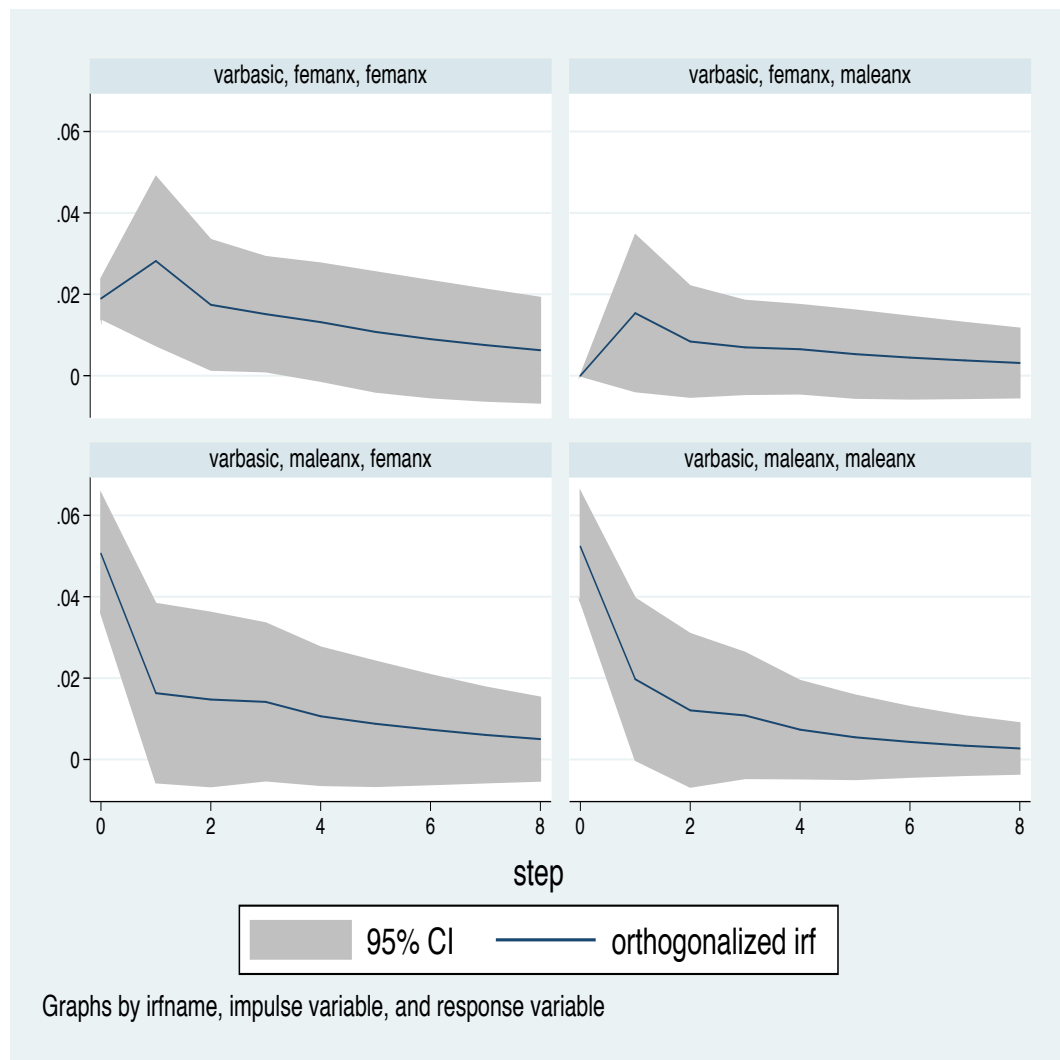 varbasic, femanx, femanx
varbasic, femanx, maleanx
.06
.04
.02
0
varbasic, maleanx, femanx
varbasic, maleanx, maleanx
.06
.04
.02
0
0 2 4 6 8
0 2 4 6 8
step
95% CI
orthogonalized irf
Graphs by irfname, impulse variable, and response variable